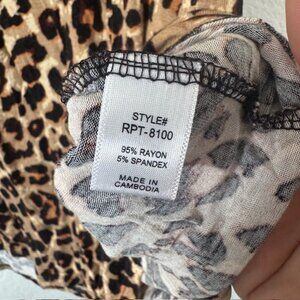 STYLE#
RPT-8100
95% RAYON
5% SPANDEX
MADE IN
CAMBODIA